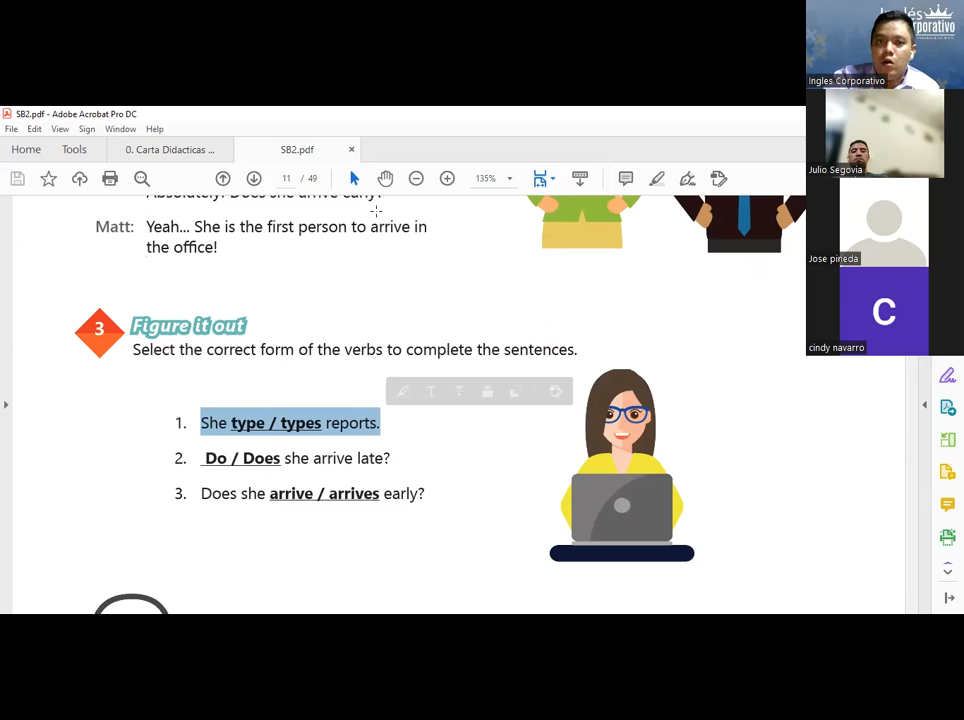 SB2.pdf - Adobe Acrobat Pro DC
File Edit View Sign Window Help
Home Tools 0. Carta Didacticas ... SB2.pdf ×
11 / 49 135%
Absolutely! Does she arrive early?
Matt: Yeah... She is the first person to arrive in
the office!
3 Figure it out
Select the correct form of the verbs to complete the sentences.
1. She type / types reports.
2. Do / Does she arrive late?
3. Does she arrive / arrives early?
Inglés
Corporativo
Ingles Corporativo
Julio Segovia
Jose pineda
C
cindy navarro